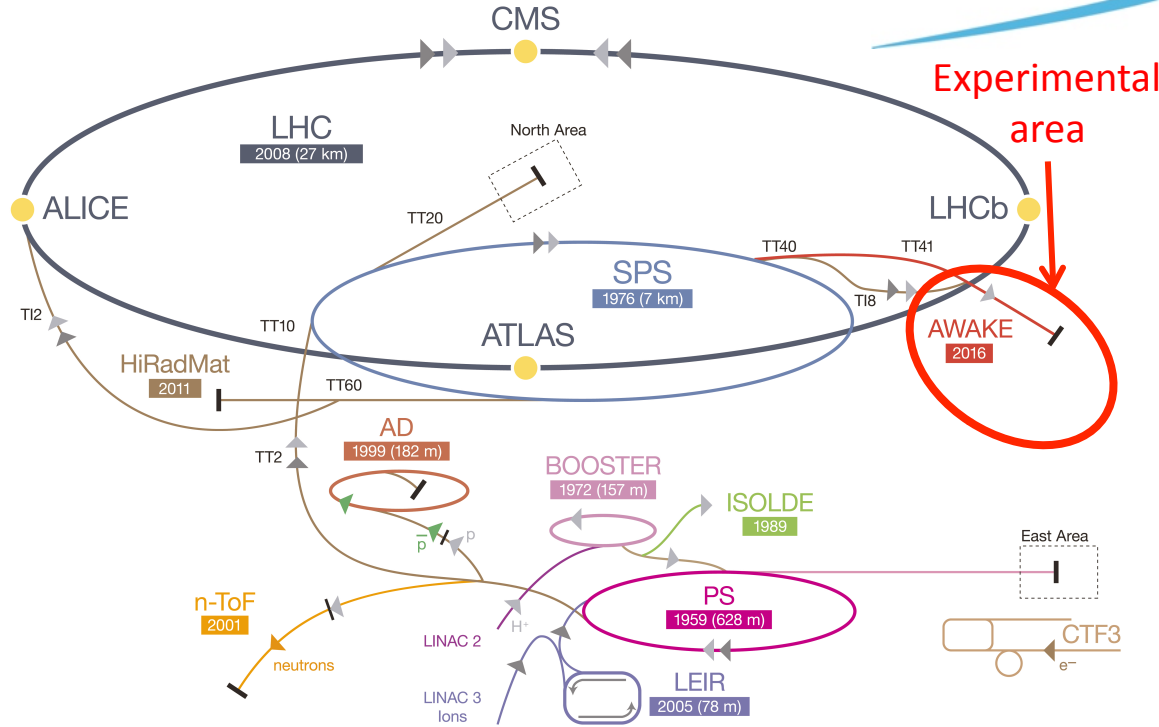 CMS
Experimental
area
LHC
2008 (27 km)
North Area
ALICE
TT20
LHCb
TT40
TT41
SPS
1976 (7 km)
TI8
TI2
TT10
ATLAS
AWAKE
2016
HiRadMat
2011
TT60
AD
1999 (182 m)
TT2
BOOSTER
1972 (157 m)
ISOLDE
1989
p
p̅
East Area
n-ToF
2001
PS
1959 (628 m)
H⁺
LINAC 2
neutrons
CTF3
e⁻
LEIR
2005 (78 m)
LINAC 3
Ions